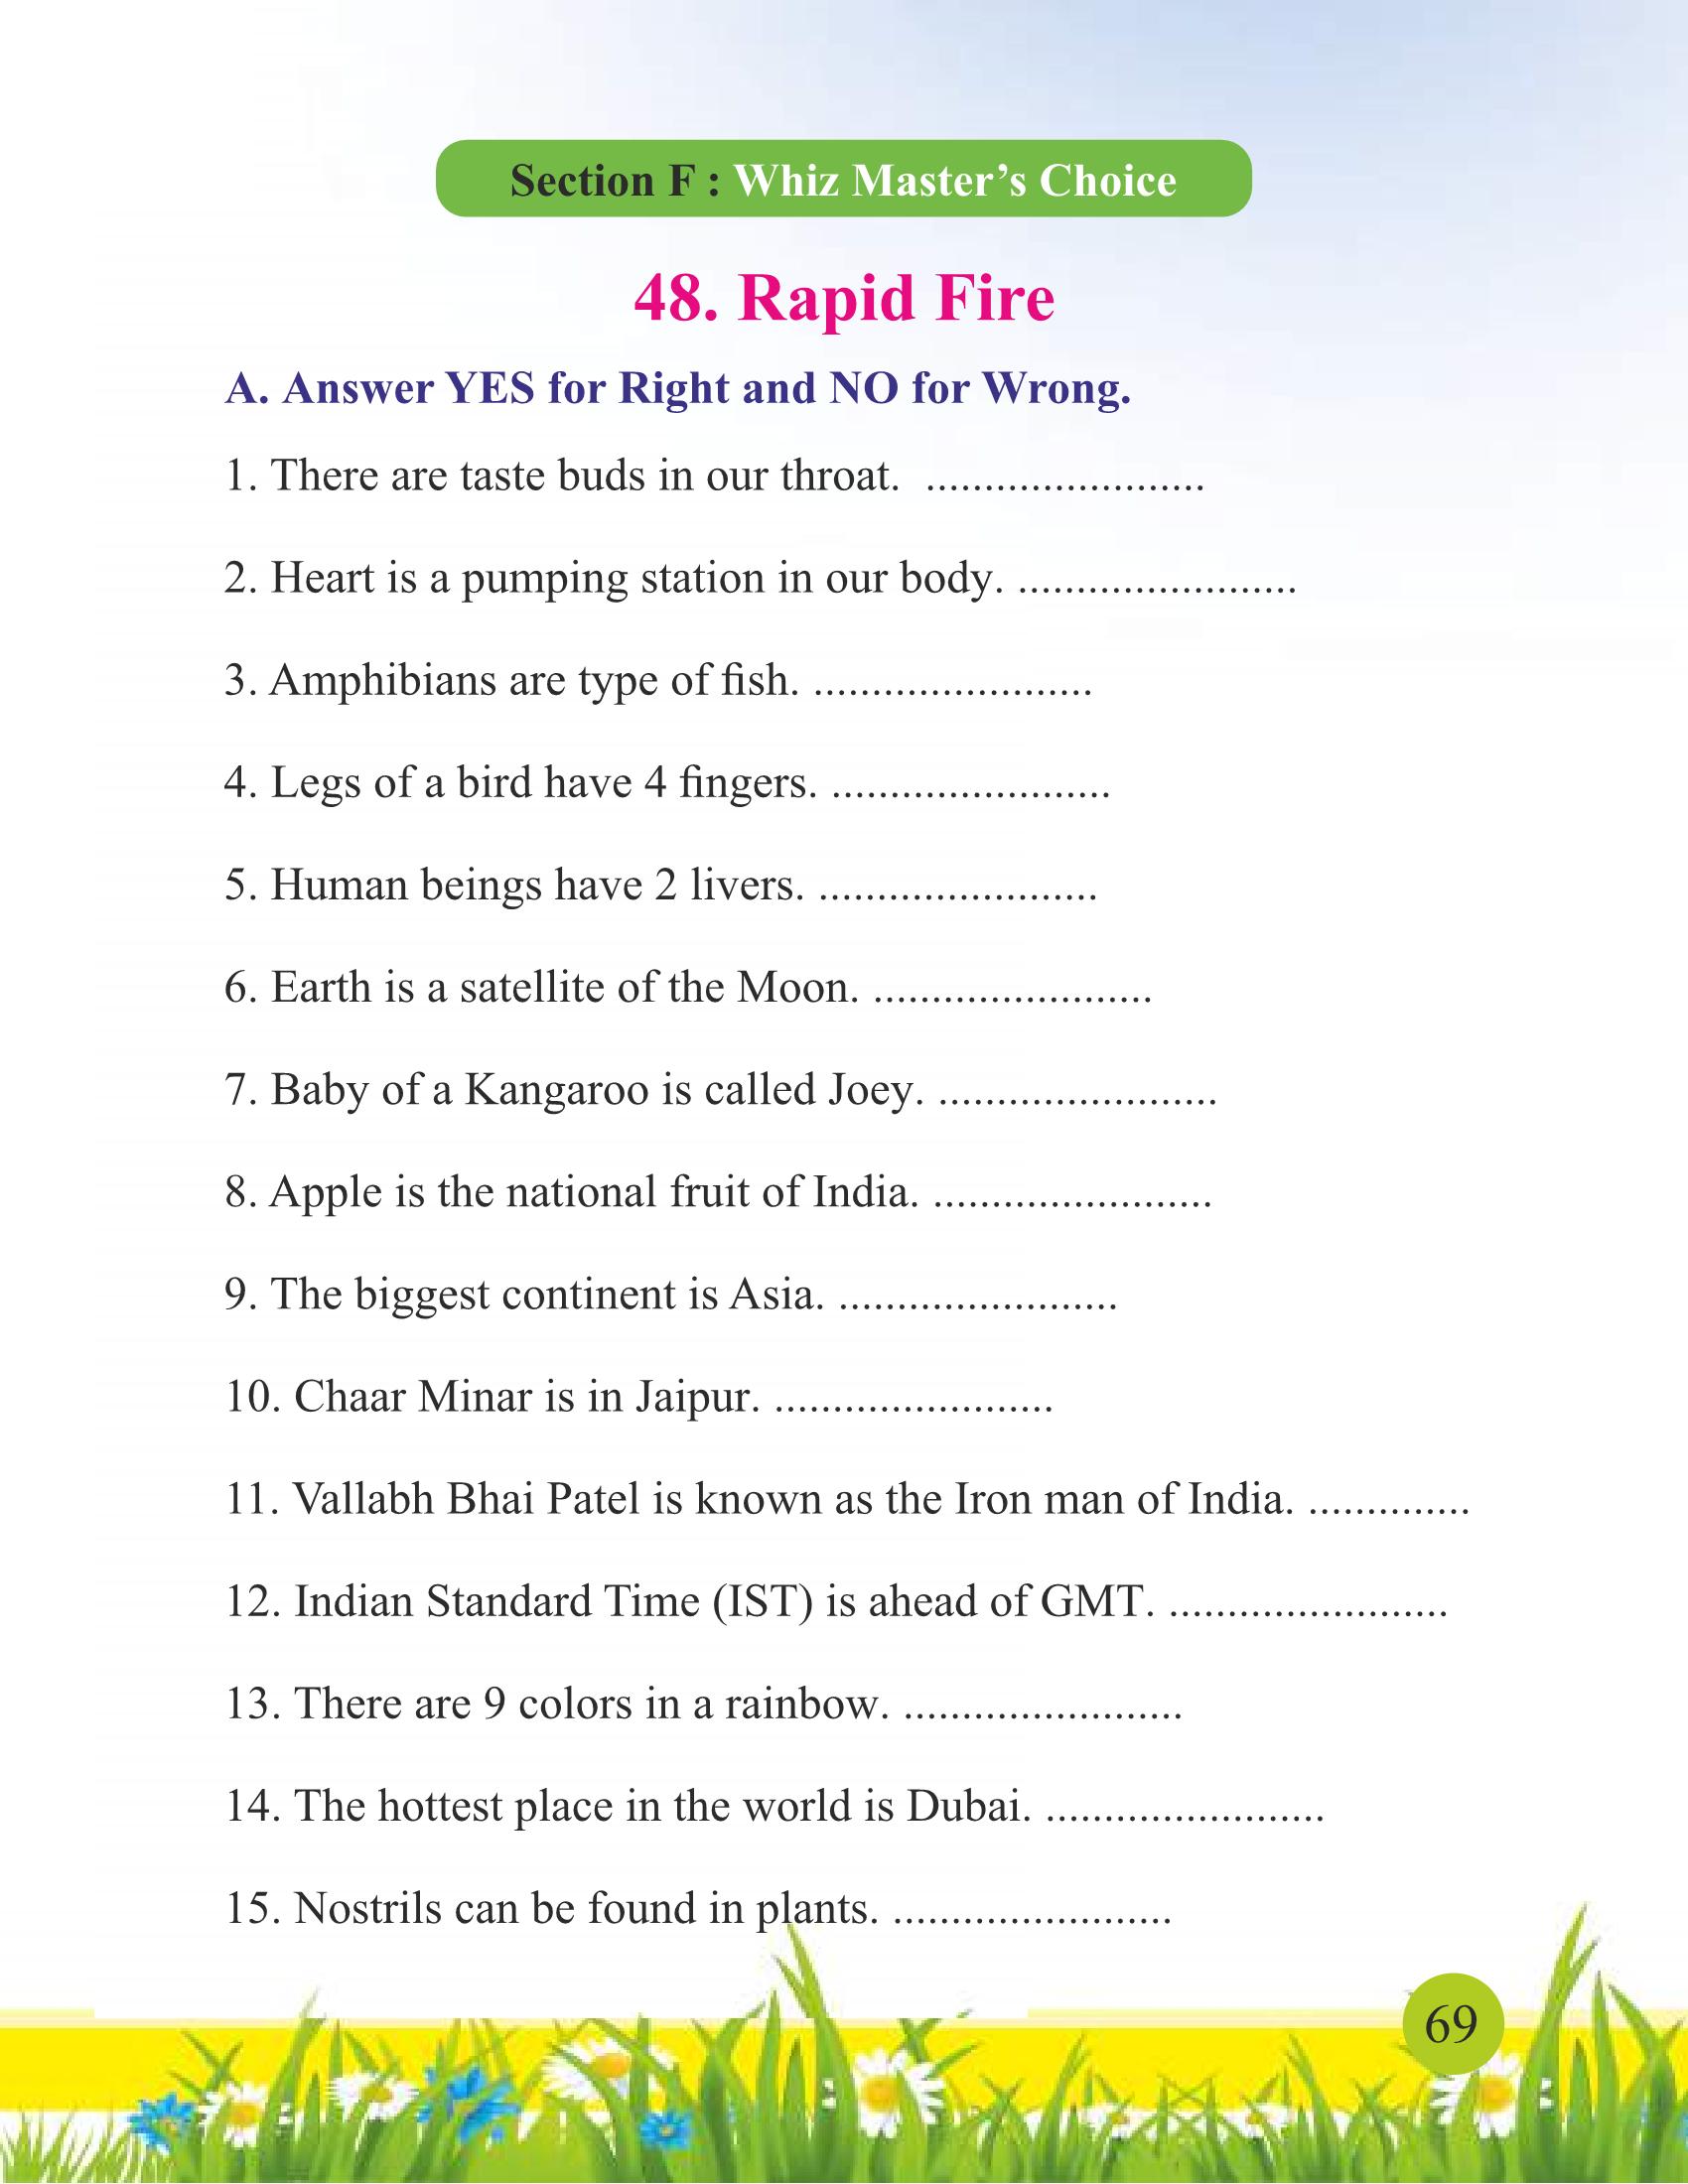 Section F : Whiz Master’s Choice
48. Rapid Fire
A. Answer YES for Right and NO for Wrong.
1. There are taste buds in our throat. ........................
2. Heart is a pumping station in our body. ........................
3. Amphibians are type of fish. ........................
4. Legs of a bird have 4 fingers. ........................
5. Human beings have 2 livers. ........................
6. Earth is a satellite of the Moon. ........................
7. Baby of a Kangaroo is called Joey. ........................
8. Apple is the national fruit of India. ........................
9. The biggest continent is Asia. ........................
10. Chaar Minar is in Jaipur. ........................
11. Vallabh Bhai Patel is known as the Iron man of India. ..............
12. Indian Standard Time (IST) is ahead of GMT. ........................
13. There are 9 colors in a rainbow. ........................
14. The hottest place in the world is Dubai. ........................
15. Nostrils can be found in plants. ........................
69